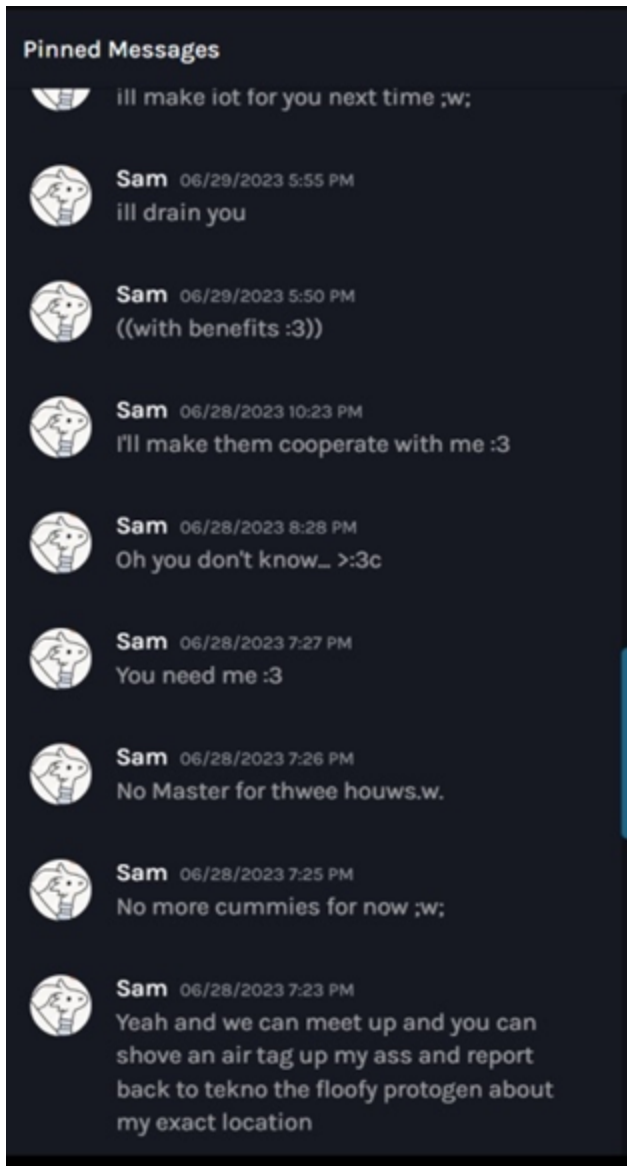 Pinned Messages
ill make iot for you next time ;w;
Sam 06/29/2023 5:55 PM
ill drain you
Sam 06/29/2023 5:50 PM
((with benefits :3))
Sam 06/28/2023 10:23 PM
I'll make them cooperate with me :3
Sam 06/28/2023 8:28 PM
Oh you don't know... >:3c
Sam 06/28/2023 7:27 PM
You need me :3
Sam 06/28/2023 7:26 PM
No Master for thwee houws.w.
Sam 06/28/2023 7:25 PM
No more cummies for now ;w;
Sam 06/28/2023 7:23 PM
Yeah and we can meet up and you can
shove an air tag up my ass and report
back to tekno the floofy protogen about
my exact location